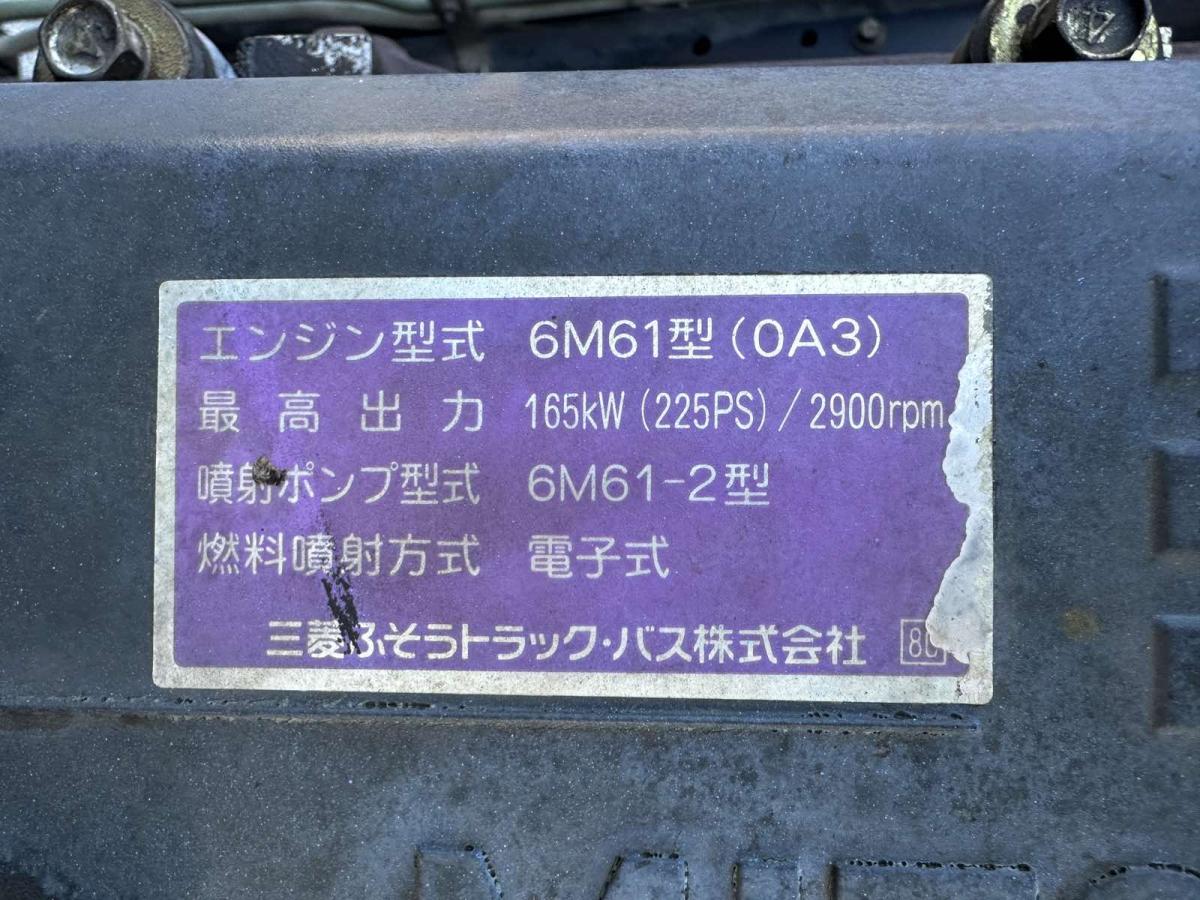 エンジン型式 6M61型(0A3)
最高出力 165kW(225PS)/2900rpm
噴射ポンプ型式 6M61-2型
燃料噴射方式 電子式
三菱ふそうトラック・バス株式会社